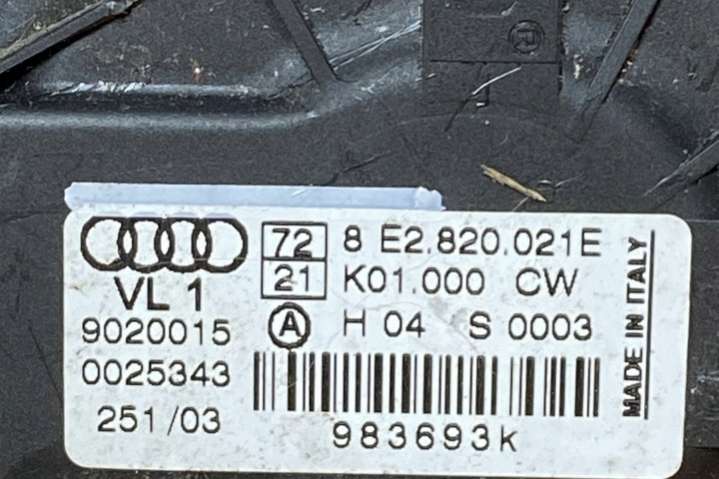 ®
72 8 E2.820.021E
21 K01.000 CW
VL 1
9020015 A H 04 S 0003
0025343
251/03
983693k
MADE IN ITALY